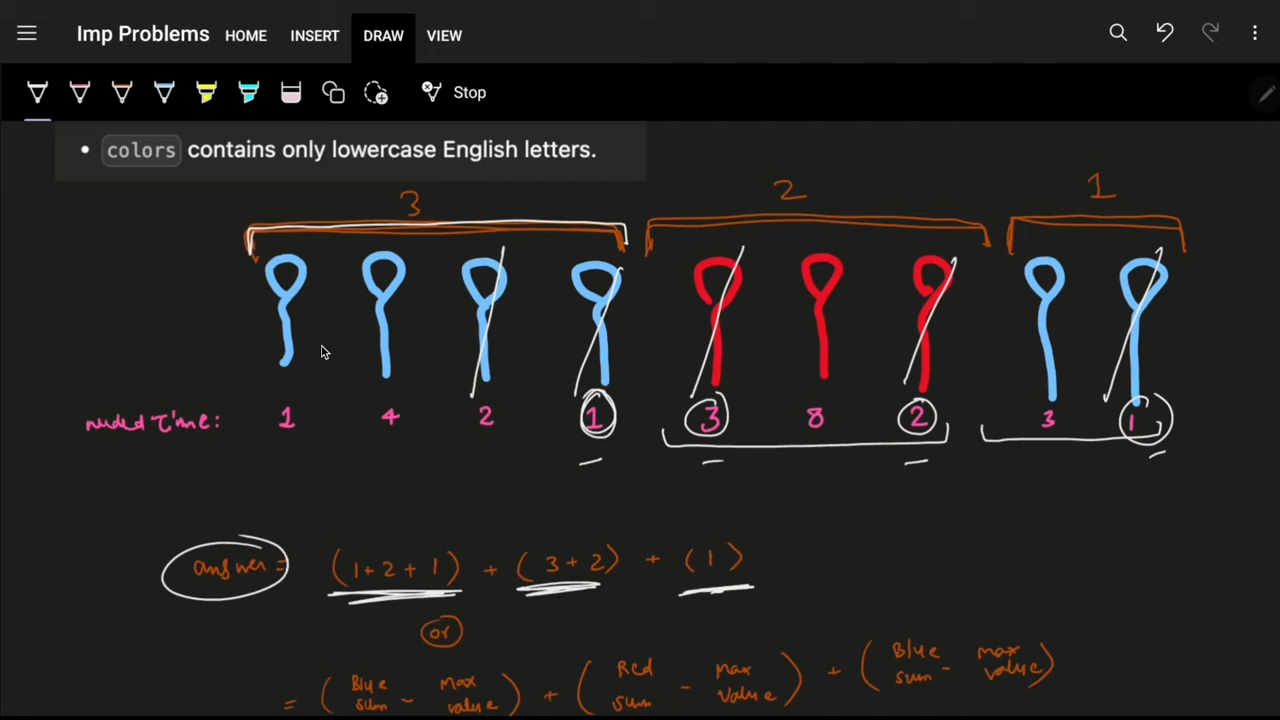 Imp Problems HOME INSERT DRAW VIEW
Stop
• colors contains only lowercase English letters.
3 2 1
needed Time: 1 4 2 1 3 8 2 3 1
answer = (1+2+1) + (3+2) + (1)
or
= (Blue sum - max value) + (Red sum - max value) + (Blue sum - max value)